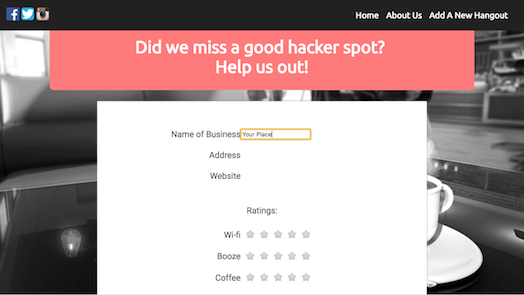 Home About Us Add A New Hangout
Did we miss a good hacker spot?
Help us out!
Name of Business Your Place
Address
Website
Ratings:
Wi-fi
Booze
Coffee